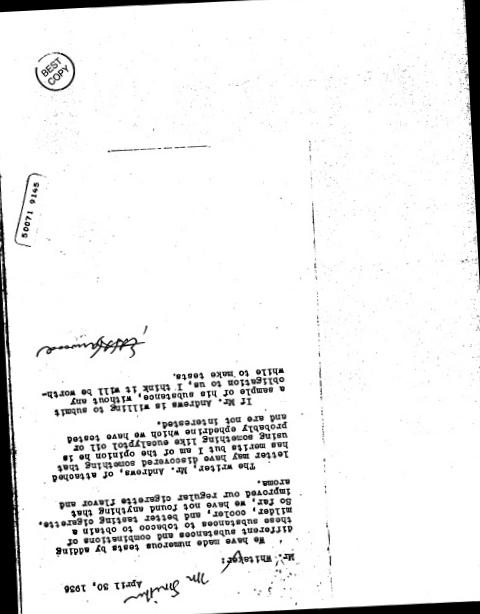 BEST
COPY
50071 9145
April 30, 1936
Mr. Whitaker:
We have made numerous tests by adding
different substances and combinations of
these substances to tobacco to obtain a
milder, cooler, and better tasting cigarette.
So far, we have not found anything that
improved our regular cigarette flavor and
aroma.
The writer, Mr. Andrews, of attached
letter may have discovered something that
has merits but I am of the opinion he is
using something like eucalyptol oil or
probably ephedrine which we have tested
and are not interested.
If Mr. Andrews is willing to submit
a sample of his substance, without any
obligation to us, I think it will be worth-
while to make tests.